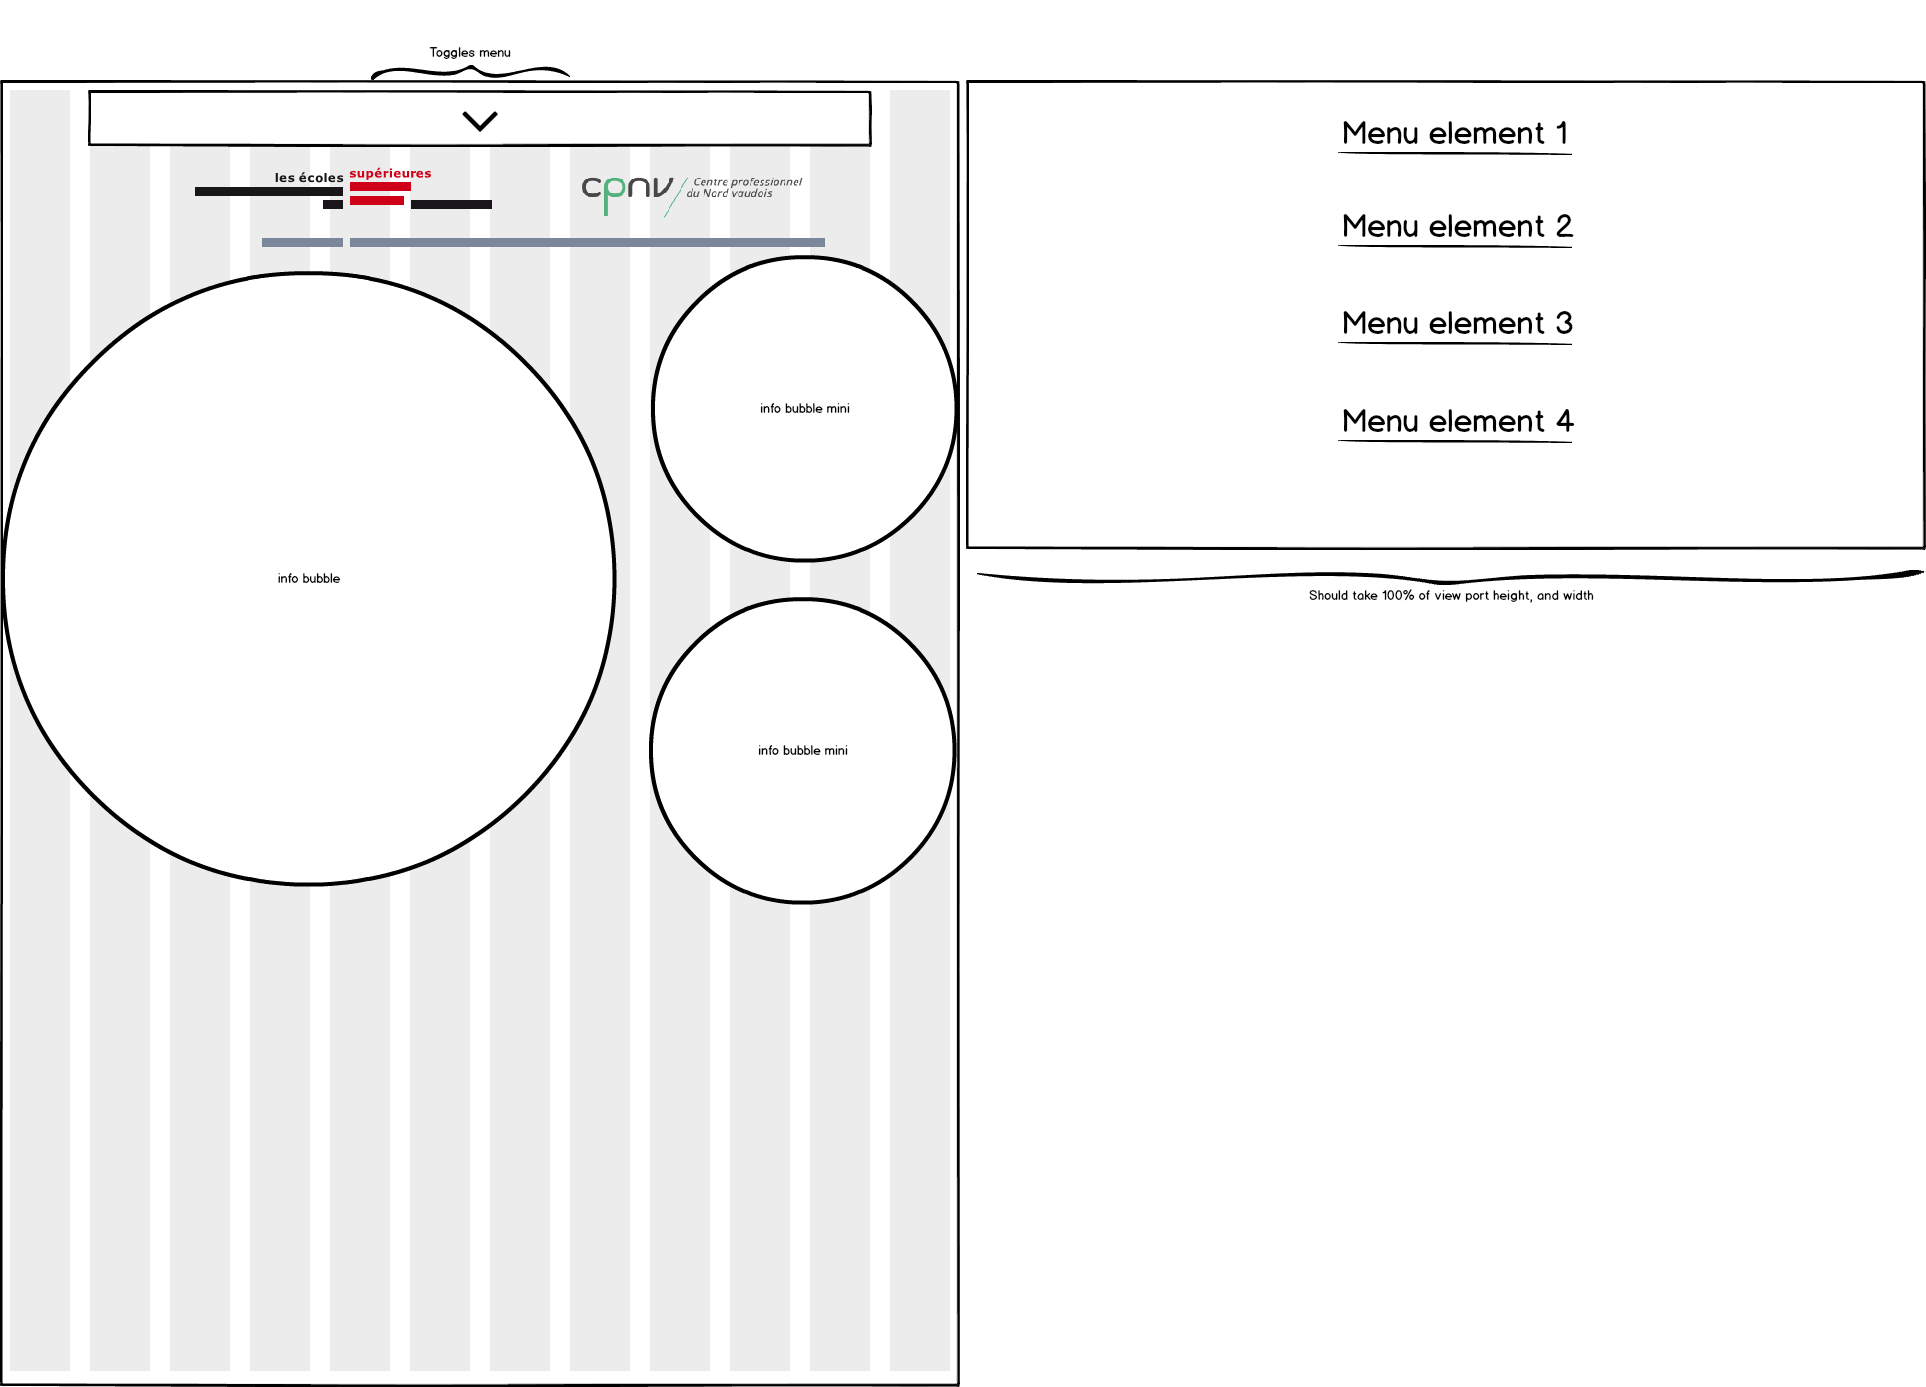 Toggles menu
les écoles supérieures
cpnv Centre professionnel
du Nord vaudois
info bubble
info bubble mini
info bubble mini
Menu element 1
Menu element 2
Menu element 3
Menu element 4
Should take 100% of view port height, and width